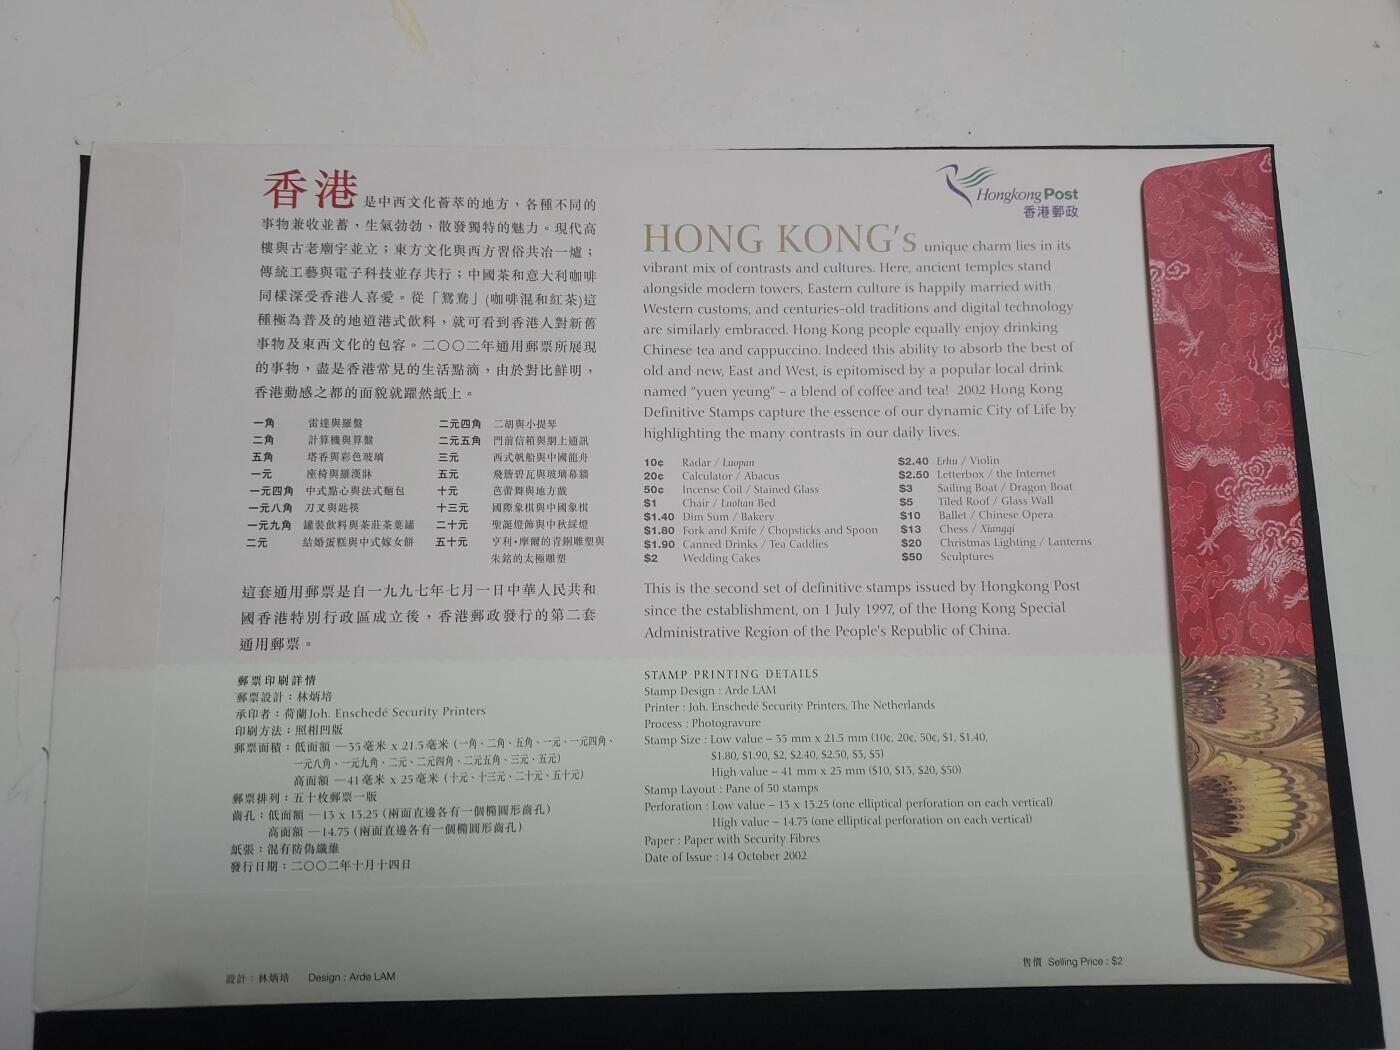 香港是中西文化薈萃的地方，各種不同的
事物兼收並蓄，生氣勃勃，散發獨特的魅力。現代高
樓與古老廟宇並立；東方文化與西方習俗共冶一爐；
傳統工藝與電子科技並存共行；中國茶和意大利咖啡
同樣深受香港人喜愛。從「鴛鴦」(咖啡混和紅茶)這
種極為普及的地道港式飲料，就可看到香港人對新舊
事物及東西文化的包容。二〇〇二年通用郵票所展現
的事物，盡是香港常見的生活點滴，由於對比鮮明，
香港動感之都的面貌就躍然紙上。
一角 雷達與羅盤
二角 計算機與算盤
五角 塔香與彩色玻璃
一元 座椅與羅漢牀
一元四角 中式點心與法式麵包
一元八角 刀叉與匙筷
一元九角 罐裝飲料與茶莊茶葉罐
二元 結婚蛋糕與中式嫁女餅
二元四角 二胡與小提琴
二元五角 門前信箱與網上通訊
三元 西式帆船與中國龍舟
五元 飛簷碧瓦與玻璃幕牆
十元 芭蕾舞與地方戲
十三元 國際象棋與中國象棋
二十元 聖誕燈飾與中秋綵燈
五十元 亨利•摩爾的青銅雕塑與
朱銘的太極雕塑
這套通用郵票是自一九九七年七月一日中華人民共和
國香港特別行政區成立後，香港郵政發行的第二套
通用郵票。
郵票印刷詳情
郵票設計：林炳培
承印者：荷蘭Joh. Enschedé Security Printers
印刷方法：照相凹版
郵票面積：低面額 —35毫米 x 21.5毫米 (一角、二角、五角、一元、一元四角、
一元八角、一元九角、二元、二元四角、二元五角、三元、五元)
高面額 —41毫米 x 25毫米 (十元、十三元、二十元、五十元)
郵票排列：五十枚郵票一版
齒孔：低面額 —13 x 13.25 (兩面直邊各有一個橢圓形齒孔)
高面額 —14.75 (兩面直邊各有一個橢圓形齒孔)
紙張：混有防偽纖維
發行日期：二〇〇二年十月十四日
設計：林炳培 Design : Arde LAM
Hongkong Post
香港郵政
HONG KONG's unique charm lies in its
vibrant mix of contrasts and cultures. Here, ancient temples stand
alongside modern towers, Eastern culture is happily married with
Western customs, and centuries-old traditions and digital technology
are similarly embraced. Hong Kong people equally enjoy drinking
Chinese tea and cappuccino. Indeed this ability to absorb the best of
old and new, East and West, is epitomised by a popular local drink
named "yuen yeung" – a blend of coffee and tea! 2002 Hong Kong
Definitive Stamps capture the essence of our dynamic City of Life by
highlighting the many contrasts in our daily lives.
10¢ Radar / Luopan
20¢ Calculator / Abacus
50¢ Incense Coil / Stained Glass
$1 Chair / Luohan Bed
$1.40 Dim Sum / Bakery
$1.80 Fork and Knife / Chopsticks and Spoon
$1.90 Canned Drinks / Tea Caddies
$2 Wedding Cakes
$2.40 Erhu / Violin
$2.50 Letterbox / the Internet
$3 Sailing Boat / Dragon Boat
$5 Tiled Roof / Glass Wall
$10 Ballet / Chinese Opera
$13 Chess / Xiangqi
$20 Christmas Lighting / Lanterns
$50 Sculptures
This is the second set of definitive stamps issued by Hongkong Post
since the establishment, on 1 July 1997, of the Hong Kong Special
Administrative Region of the People's Republic of China.
STAMP PRINTING DETAILS
Stamp Design : Arde LAM
Printer : Joh. Enschedé Security Printers, The Netherlands
Process : Photogravure
Stamp Size : Low value – 35 mm x 21.5 mm (10¢, 20¢, 50¢, $1, $1.40,
$1.80, $1.90, $2, $2.40, $2.50, $3, $5)
High value – 41 mm x 25 mm ($10, $13, $20, $50)
Stamp Layout : Pane of 50 stamps
Perforation : Low value – 13 x 13.25 (one elliptical perforation on each vertical)
High value – 14.75 (one elliptical perforation on each vertical)
Paper : Paper with Security Fibres
Date of Issue : 14 October 2002
售價 Selling Price : $2